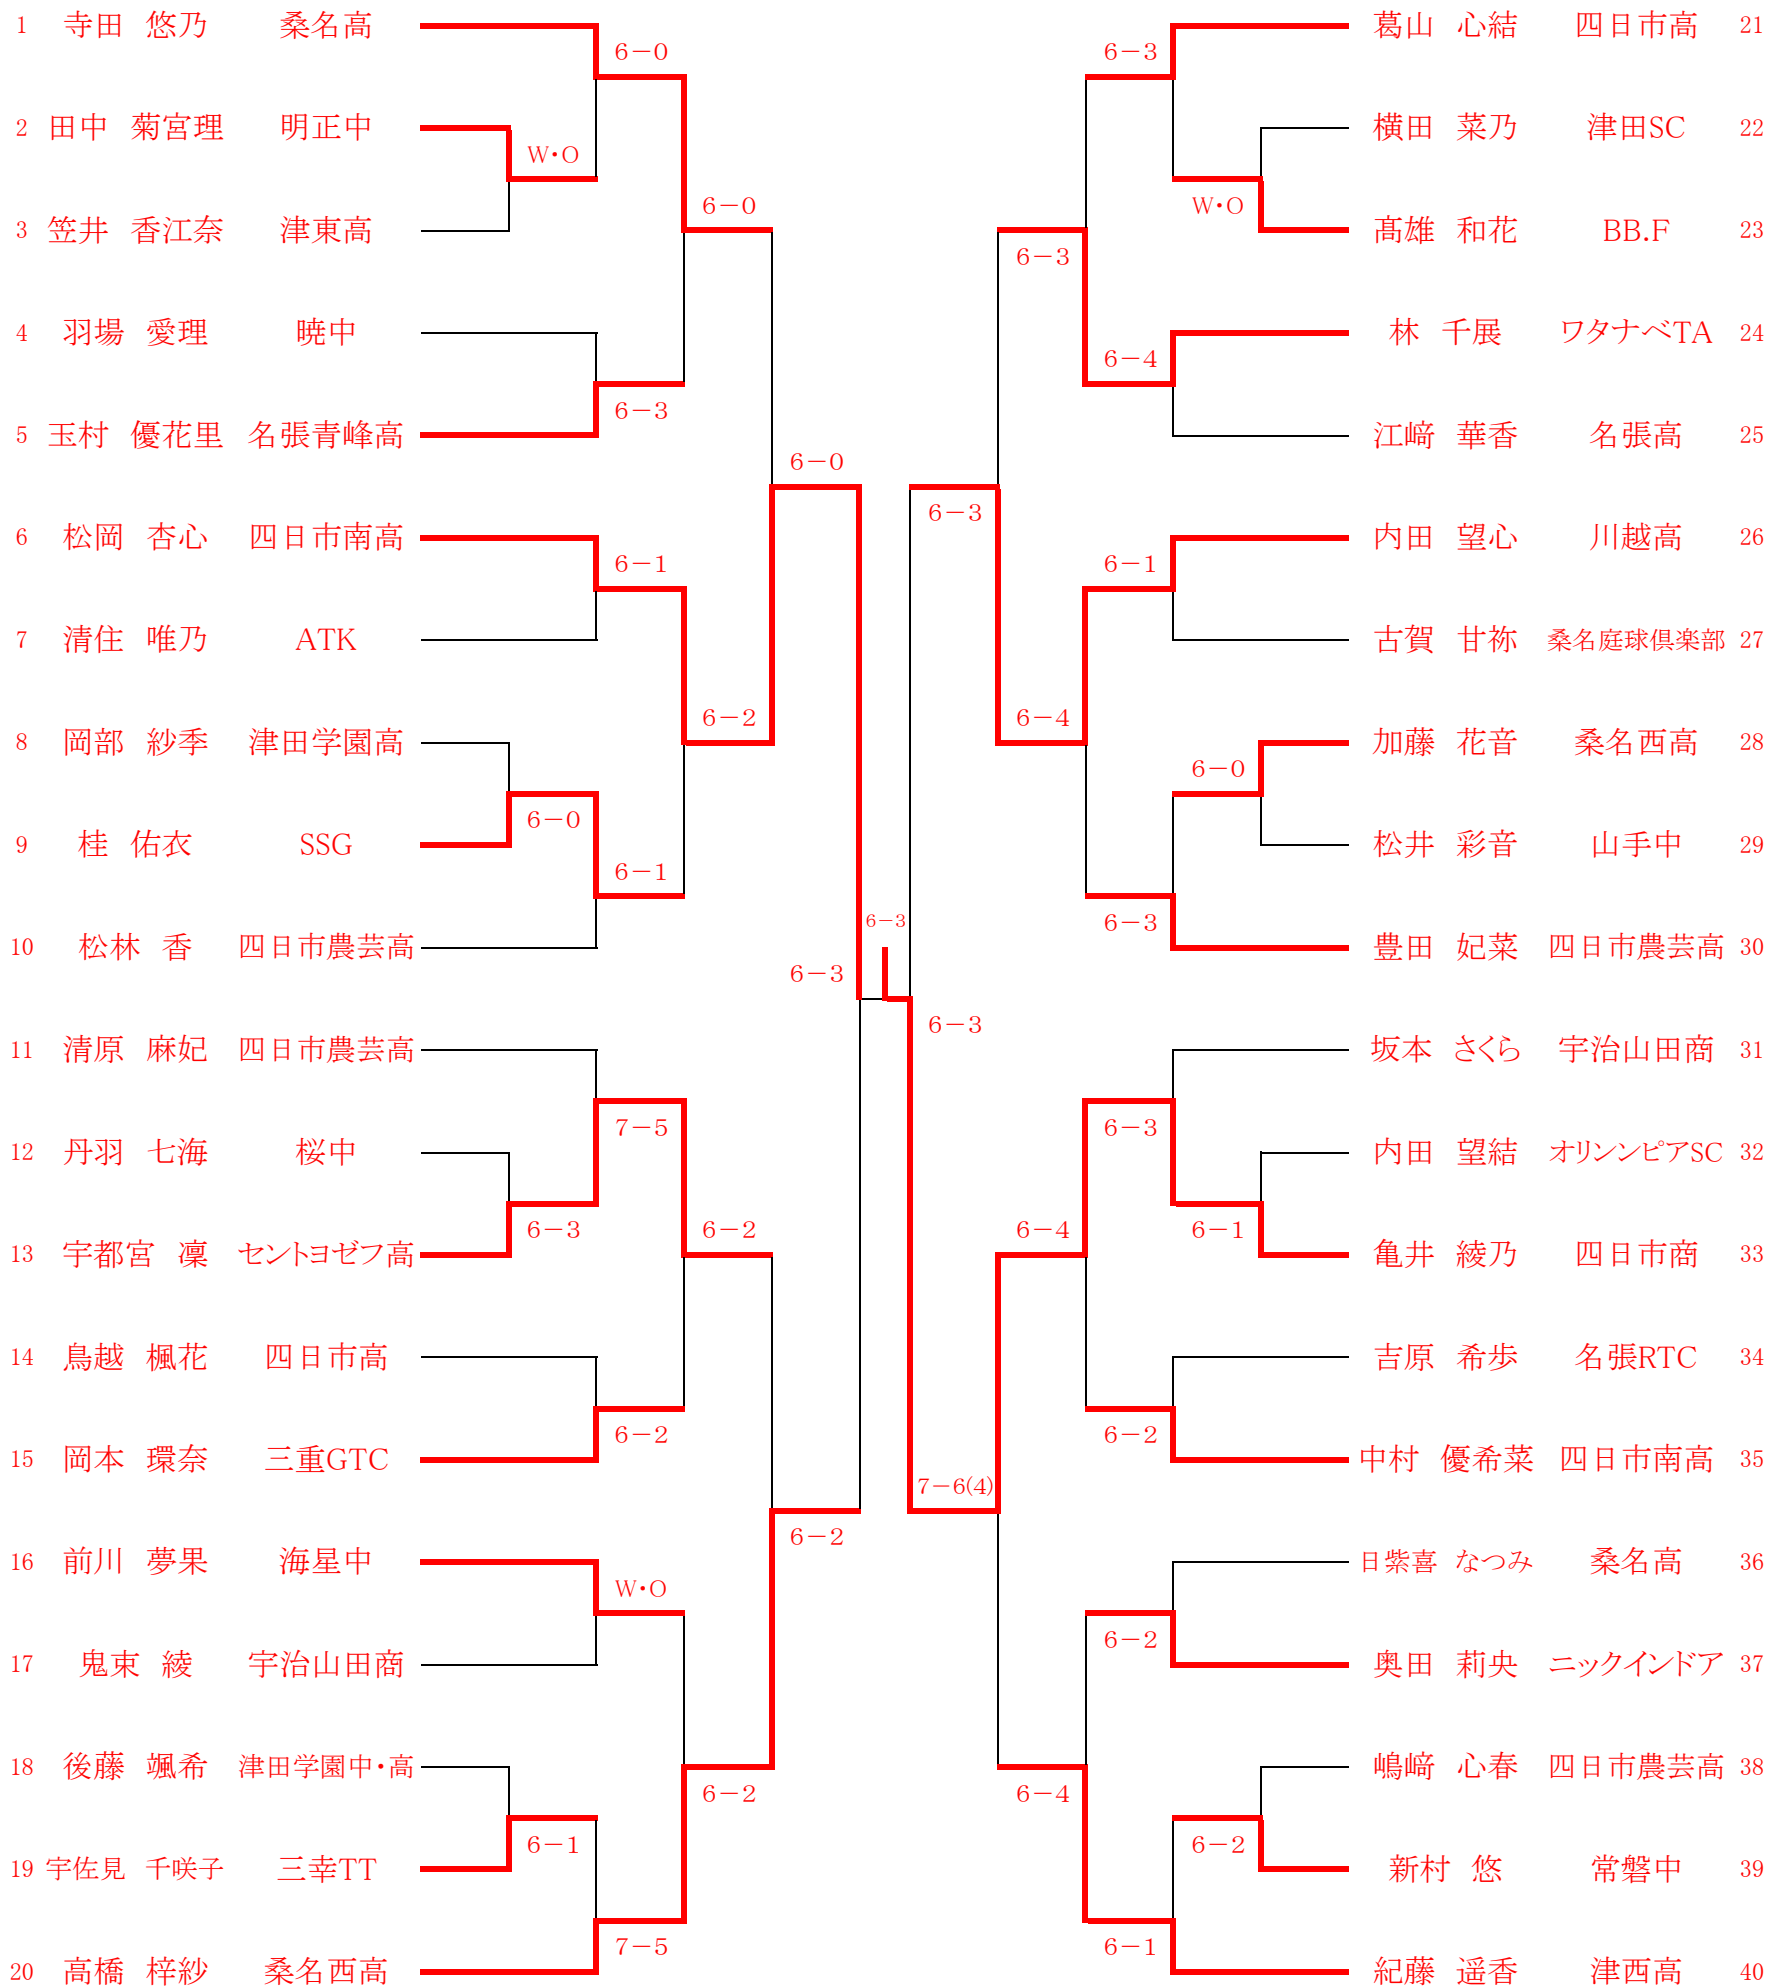 1 寺田 悠乃 桑名高
6-0
2 田中 菊宮理 明正中
W・O
3 笠井 香江奈 津東高
6-0
4 羽場 愛理 暁中
6-3
5 玉村 優花里 名張青峰高
6-0
6 松岡 杏心 四日市南高
6-1
7 清住 唯乃 ATK
6-2
8 岡部 紗季 津田学園高
6-0
9 桂 佑衣 SSG
6-1
10 松林 香 四日市農芸高
6-3
6-3
11 清原 麻妃 四日市農芸高
7-5
12 丹羽 七海 桜中
6-3
6-2
13 宇都宮 凜 セントヨゼフ高
14 鳥越 楓花 四日市高
6-2
15 岡本 環奈 三重GTC
6-2
16 前川 夢果 海星中
W・O
17 鬼束 綾 宇治山田商
18 後藤 颯希 津田学園中・高
6-2
6-1
19 宇佐見 千咲子 三幸TT
7-5
20 高橋 梓紗 桑名西高
葛山 心結 四日市高 21
6-3
横田 菜乃 津田SC 22
W・O
髙雄 和花 BB.F 23
6-3
林 千展 ワタナベTA 24
6-4
江﨑 華香 名張高 25
6-3
内田 望心 川越高 26
6-1
古賀 甘祢 桑名庭球倶楽部 27
6-4
加藤 花音 桑名西高 28
6-0
松井 彩音 山手中 29
6-3
豊田 妃菜 四日市農芸高 30
6-3
坂本 さくら 宇治山田商 31
6-3
内田 望結 オリンンピアSC 32
6-4
6-1
亀井 綾乃 四日市商 33
吉原 希歩 名張RTC 34
6-2
中村 優希菜 四日市南高 35
7-6(4)
日紫喜 なつみ 桑名高 36
6-2
奥田 莉央 ニックインドア 37
嶋﨑 心春 四日市農芸高 38
6-4
6-2
新村 悠 常磐中 39
6-1
紀藤 遥香 津西高 40